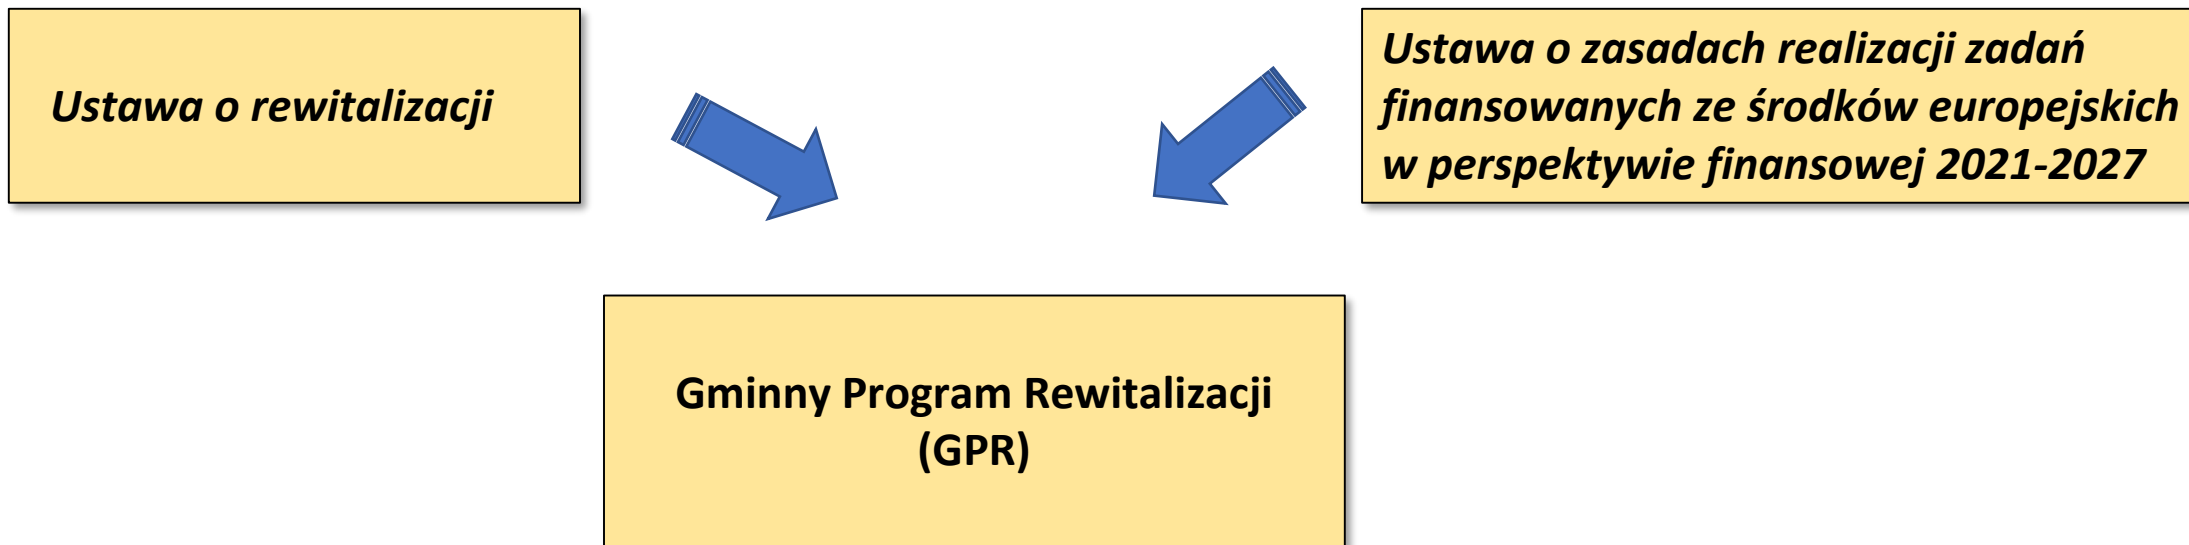 Ustawa o rewitalizacji
Ustawa o zasadach realizacji zadań
finansowanych ze środków europejskich
w perspektywie finansowej 2021-2027
Gminny Program Rewitalizacji
(GPR)